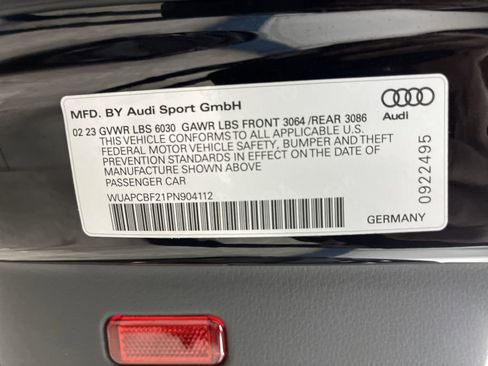 MFD. BY Audi Sport GmbH
02 23 GVWR LBS 6030 GAWR LBS FRONT 3064 /REAR 3086
THIS VEHICLE CONFORMS TO ALL APPLICABLE U.S.
FEDERAL MOTOR VEHICLE SAFETY, BUMPER AND THEFT
PREVENTION STANDARDS IN EFFECT ON DATE OF
MANUFACTURE SHOWN ABOVE
PASSENGER CAR
WUAPCBF21PN904112
Audi
0922495
GERMANY